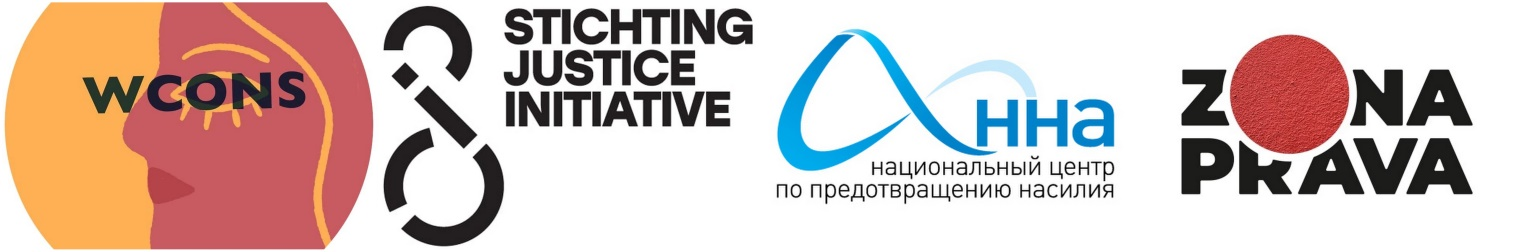 WCONS
STICHTING
JUSTICE
INITIATIVE
Анна
национальный центр
по предотвращению насилия
ZONA
PRAVA